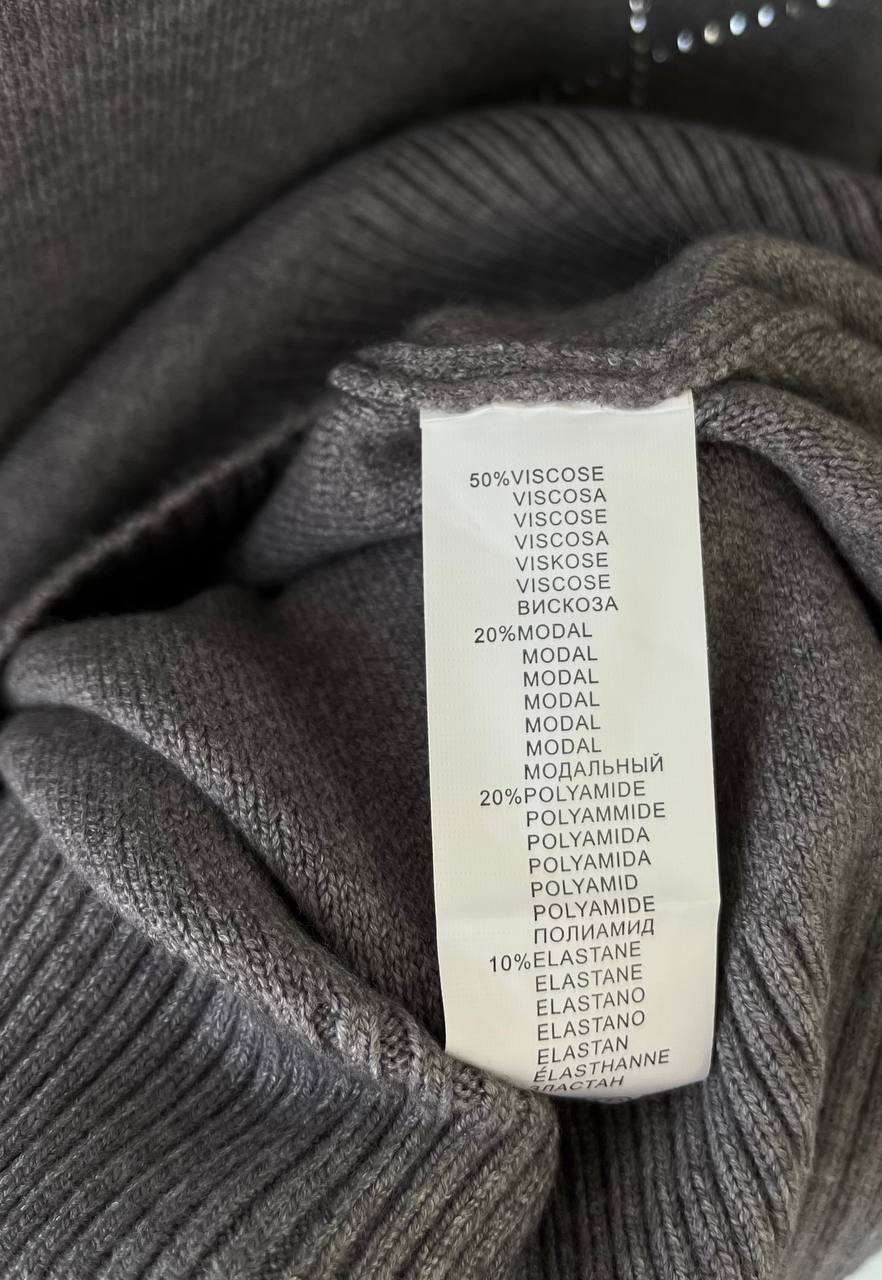 50%VISCOSE
VISCOSA
VISCOSE
VISCOSA
VISKOSE
VISCOSE
ВИСКОЗА
20%MODAL
MODAL
MODAL
MODAL
MODAL
MODAL
МОДАЛЬНЫЙ
20%POLYAMIDE
POLYAMMIDE
POLYAMIDA
POLYAMIDA
POLYAMID
POLYAMIDE
ПОЛИАМИД
10%ELASTANE
ELASTANE
ELASTANO
ELASTANO
ELASTAN
ÉLASTHANNE
ЭЛАСТАН